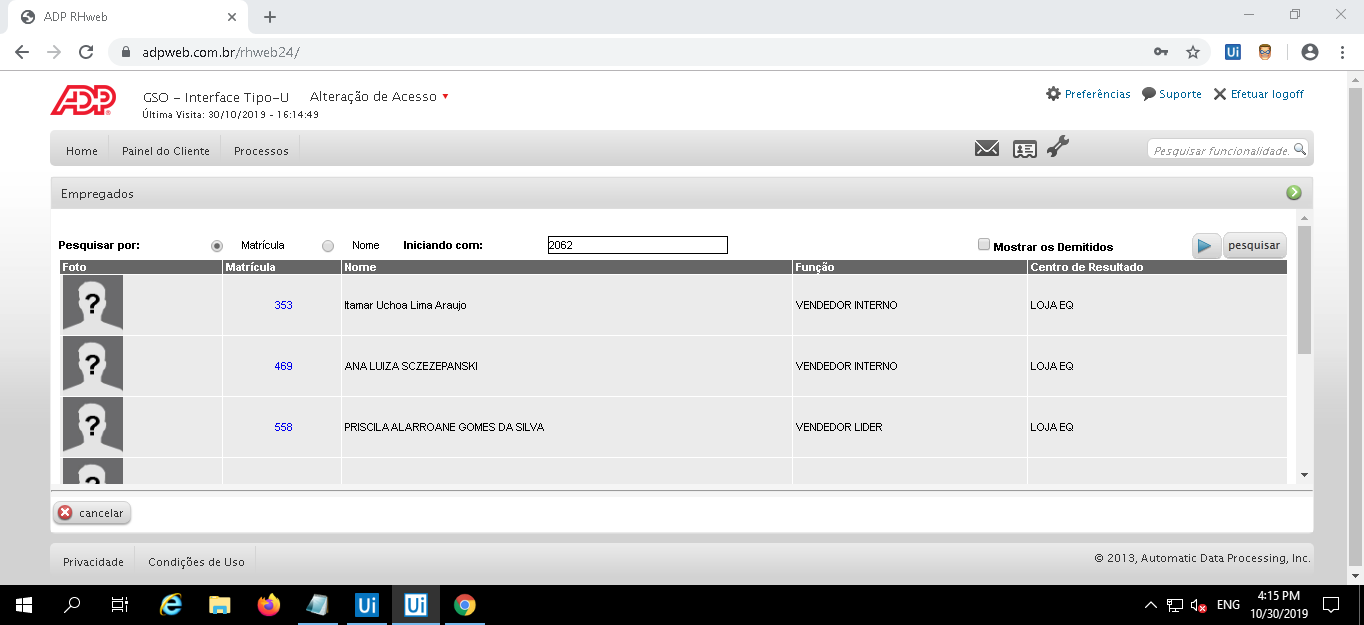 ADP RHweb
adpweb.com.br/rhweb24/
Ui
ADP
GSO - Interface Tipo-U Alteração de Acesso
Última Visita: 30/10/2019 - 16:14:49
Preferências Suporte Efetuar logoff
Home Painel do Cliente Processos
Pesquisar funcionalidade.
Empregados
Pesquisar por: Matrícula Nome Iniciando com: 2062 Mostrar os Demitidos pesquisar
Foto Matrícula Nome Função Centro de Resultado
? 353 Itamar Uchoa Lima Araujo VENDEDOR INTERNO LOJA EQ
? 469 ANA LUIZA SCZEZEPANSKI VENDEDOR INTERNO LOJA EQ
? 558 PRISCILA ALARROANE GOMES DA SILVA VENDEDOR LIDER LOJA EQ
?
cancelar
Privacidade Condições de Uso © 2013, Automatic Data Processing, Inc.
Ui Ui ENG 4:15 PM
10/30/2019